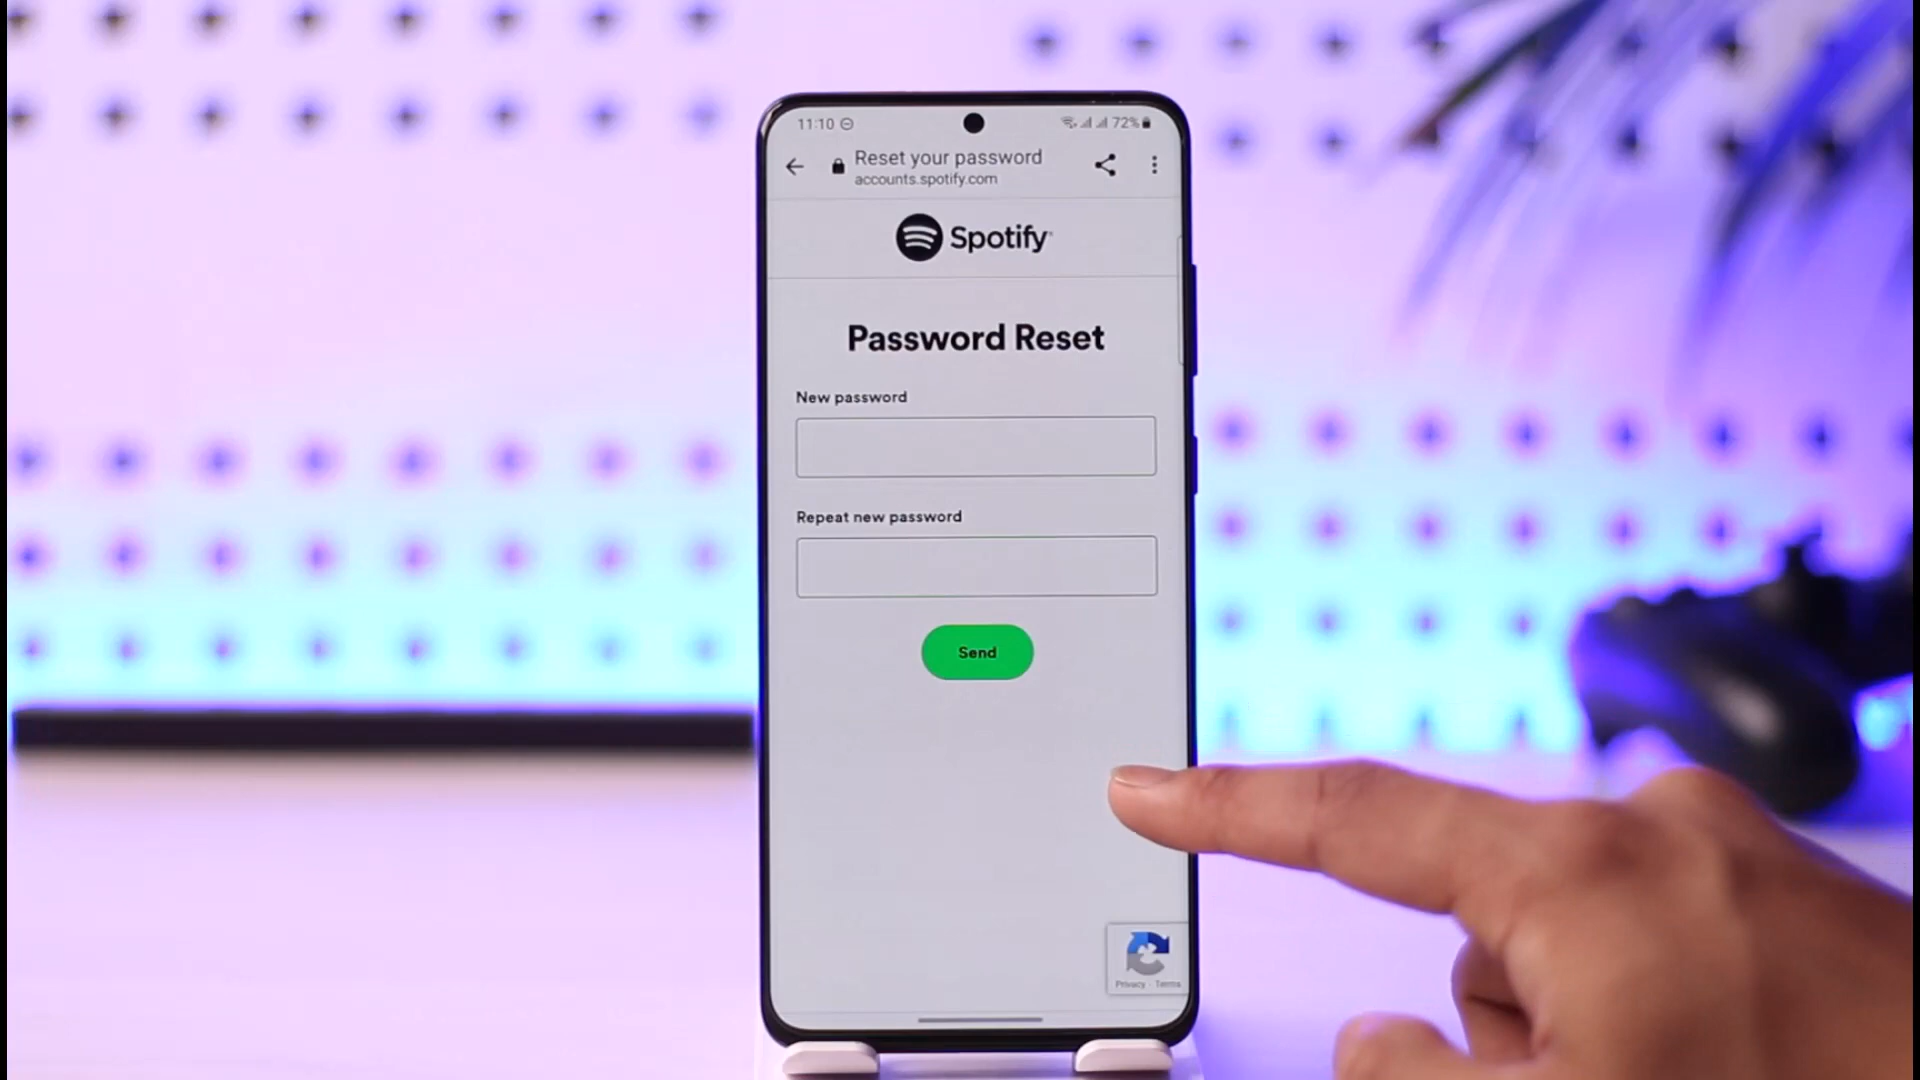 11:10
72%
Reset your password
accounts.spotify.com
Spotify
Password Reset
New password
Repeat new password
Send
Privacy - Terms